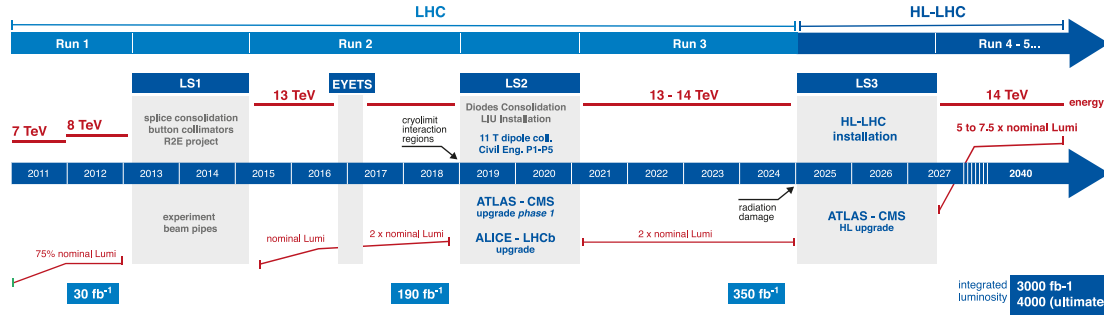 LHC
HL-LHC
Run 1
Run 2
Run 3
Run 4 - 5...
LS1
EYETS
LS2
LS3
13 TeV
13 - 14 TeV
14 TeV
energy
7 TeV
8 TeV
splice consolidation
button collimators
R2E project
cryolimit
interaction
regions
Diodes Consolidation
LIU Installation
11 T dipole coll.
Civil Eng. P1-P5
HL-LHC
installation
5 to 7.5 x nominal Lumi
2011
2012
2013
2014
2015
2016
2017
2018
2019
2020
2021
2022
2023
2024
2025
2026
2027
2040
experiment
beam pipes
ATLAS - CMS
upgrade phase 1
ALICE - LHCb
upgrade
radiation
damage
ATLAS - CMS
HL upgrade
75% nominal Lumi
nominal Lumi
2 x nominal Lumi
2 x nominal Lumi
30 fb-1
190 fb-1
350 fb-1
integrated
luminosity
3000 fb-1
4000 (ultimate